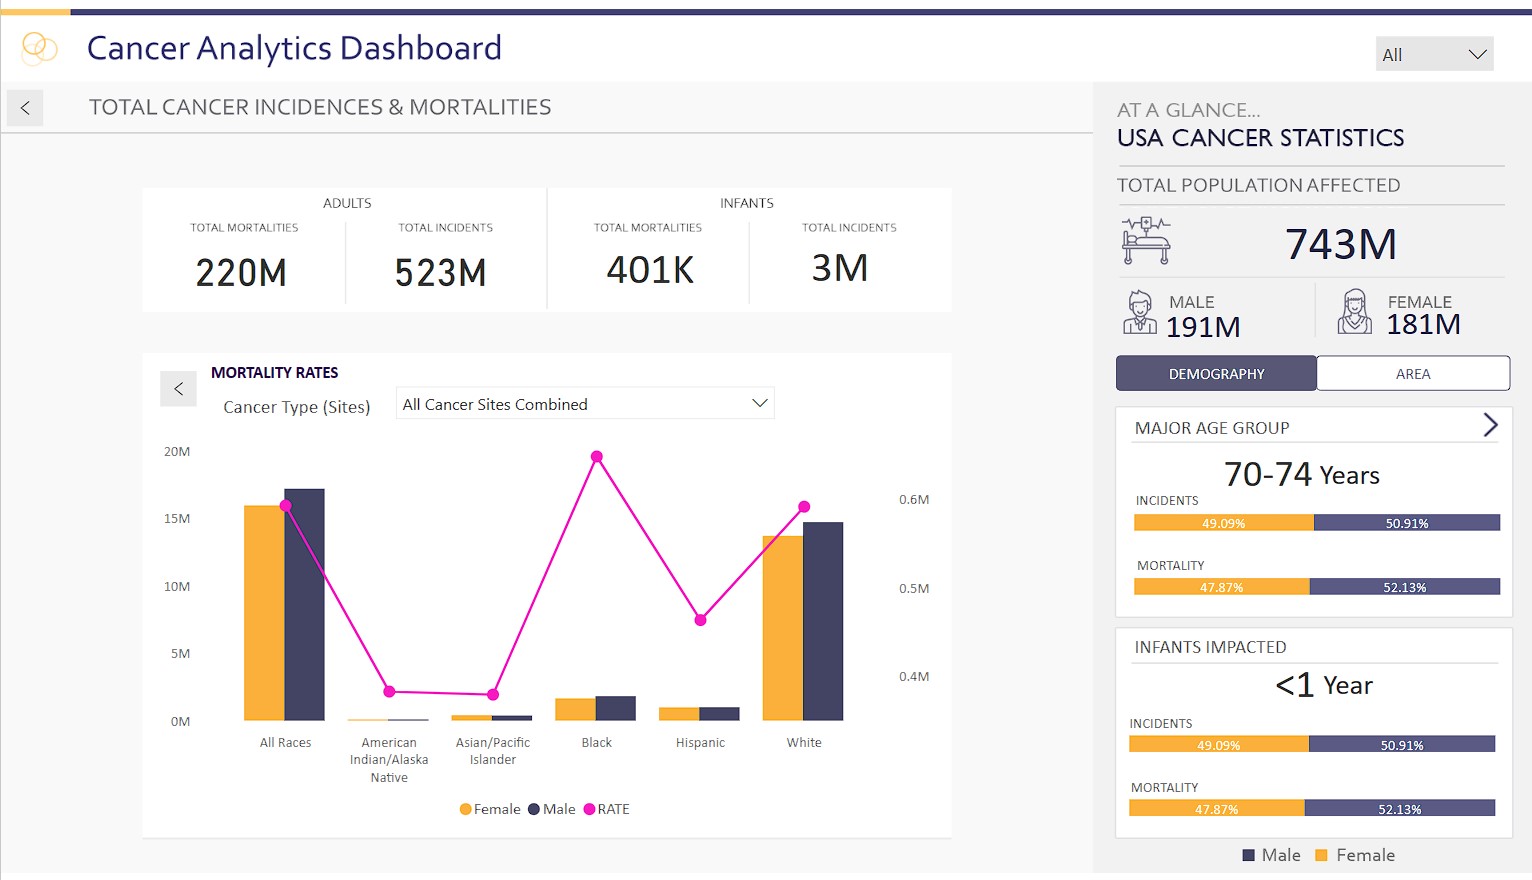 Cancer Analytics Dashboard
All
TOTAL CANCER INCIDENCES & MORTALITIES
ADULTS
TOTAL MORTALITIES
TOTAL INCIDENTS
220M
523M
INFANTS
TOTAL MORTALITIES
TOTAL INCIDENTS
401K
3M
MORTALITY RATES
Cancer Type (Sites)
All Cancer Sites Combined
20M
15M
10M
5M
0M
0.6M
0.5M
0.4M
All Races
American
Indian/Alaska
Native
Asian/Pacific
Islander
Black
Hispanic
White
Female
Male
RATE
AT A GLANCE...
USA CANCER STATISTICS
TOTAL POPULATION AFFECTED
743M
MALE
191M
FEMALE
181M
DEMOGRAPHY
AREA
MAJOR AGE GROUP
70-74 Years
INCIDENTS
49.09%
50.91%
MORTALITY
47.87%
52.13%
INFANTS IMPACTED
<1 Year
INCIDENTS
49.09%
50.91%
MORTALITY
47.87%
52.13%
Male
Female